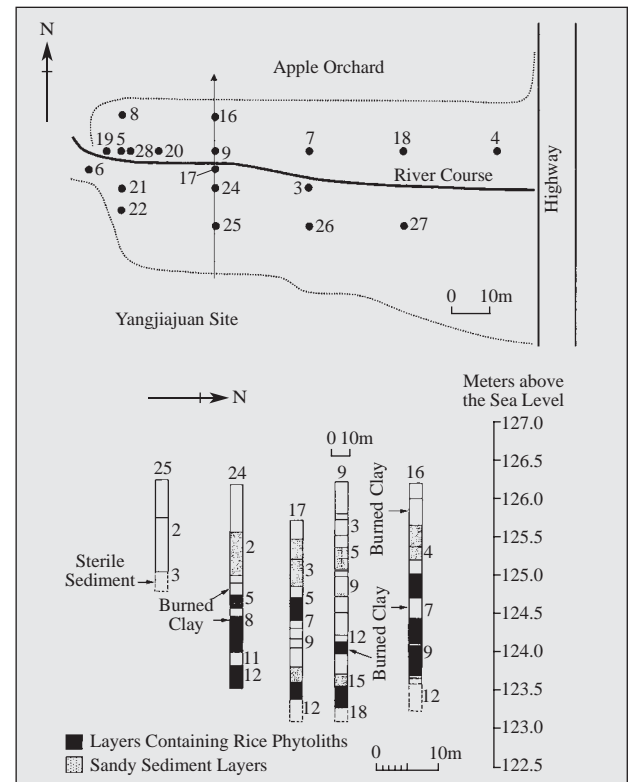 N
Apple Orchard
8
16
19 5 28 20 9 7 18 4
6
17
River Course
Highway
21
24
3
22
25
26
27
0 10m
Yangjiajuan Site
N
Meters above
the Sea Level
127.0
126.5
126.0
125.5
125.0
124.5
124.0
123.5
123.0
122.5
0 10m
25
2
3
Sterile
Sediment
24
2
5
8
11
12
Burned
Clay
17
3
5
7
9
12
9
3
5
9
12
15
18
Burned Clay
Burned Clay
16
4
7
9
12
Layers Containing Rice Phytoliths
Sandy Sediment Layers
0 10m